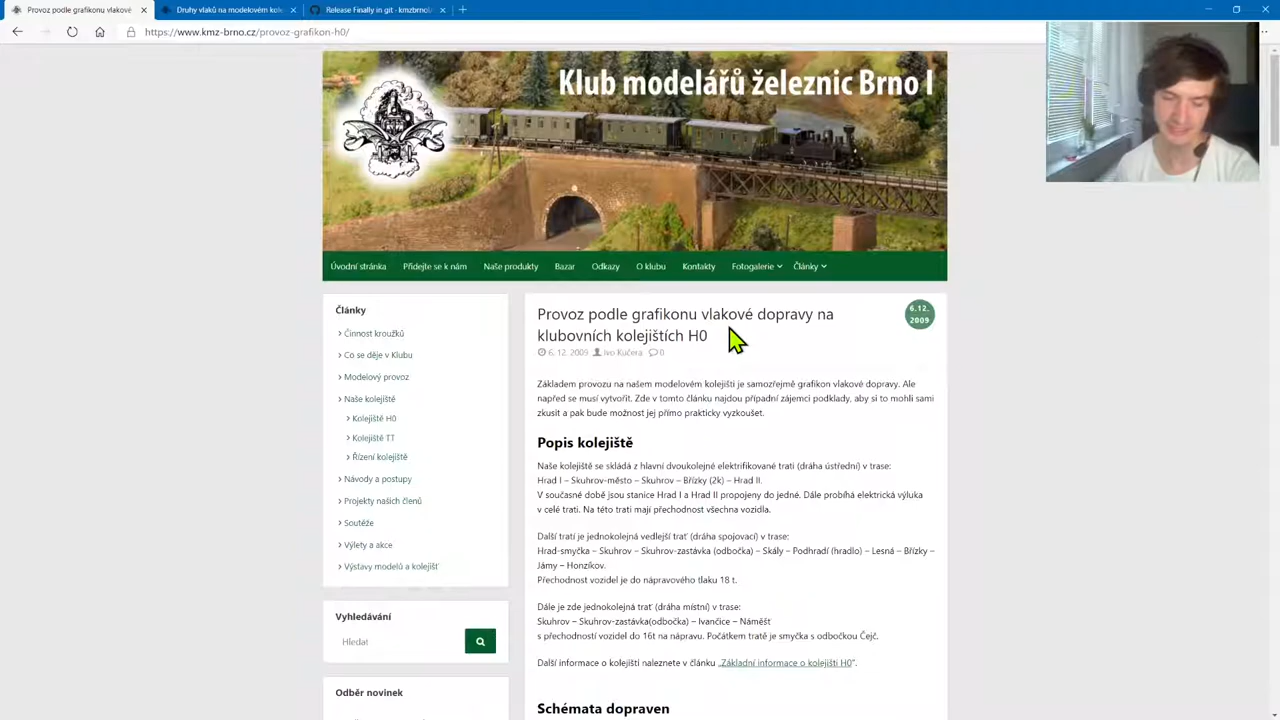 Provoz podle grafikonu vlakové
Druhy vlaků na modelovém kole
Release Finally in git · kmzbrno/
https://www.kmz-brno.cz/provoz-grafikon-h0/
Klub modelářů železnic Brno I
Úvodní stránka Přidejte se k nám Naše produkty Bazar Odkazy O klubu Kontakty Fotogalerie Články
Články
Činnost kroužků
Co se děje v Klubu
Modelový provoz
Naše kolejiště
Kolejiště H0
Kolejiště TT
Řízení kolejiště
Návody a postupy
Projekty našich členů
Soutěže
Výlety a akce
Výstavy modelů a kolejišť
Vyhledávání
Hledat
Odběr novinek
Provoz podle grafikonu vlakové dopravy na
klubovních kolejištích H0
6.12.
2009
6. 12. 2009 Ivo Kučera 0
Základem provozu na našem modelovém kolejišti je samozřejmě grafikon vlakové dopravy. Ale
napřed se musí vytvořit. Zde v tomto článku najdou případní zájemci podklady, aby si to mohli sami
zkusit a pak bude možnost jej přímo prakticky vyzkoušet.
Popis kolejiště
Naše kolejiště se skládá z hlavní dvoukolejné elektrifikované trati (dráha ústřední) v trase:
Hrad I – Skuhrov-město – Skuhrov – Břízky (2k) – Hrad II.
V současné době jsou stanice Hrad I a Hrad II propojeny do jedné. Dále probíhá elektrická výluka
v celé trati. Na této trati mají přechodnost všechna vozidla.
Další tratí je jednokolejná vedlejší trať (dráha spojovací) v trase:
Hrad-smyčka – Skuhrov – Skuhrov-zastávka (odbočka) – Skály – Podhradí (hradlo) – Lesná – Břízky –
Jámy – Honzíkov.
Přechodnost vozidel je do nápravového tlaku 18 t.
Dále je zde jednokolejná trať (dráha místní) v trase:
Skuhrov – Skuhrov-zastávka(odbočka) – Ivančice – Náměšť
s přechodností vozidel do 16t na nápravu. Počátkem tratě je smyčka s odbočkou Čejč.
Další informace o kolejišti naleznete v článku „Základní informace o kolejišti H0".
Schémata dopraven